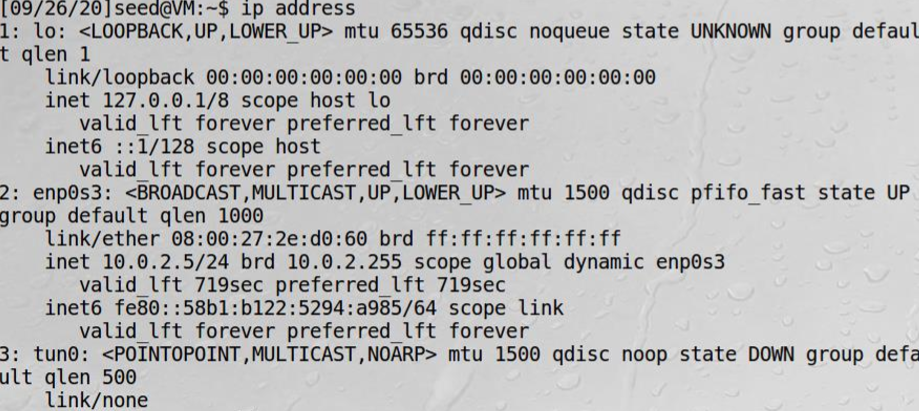 [09/26/20]seed@VM:~$ ip address
1: lo: <LOOPBACK,UP,LOWER_UP> mtu 65536 qdisc noqueue state UNKNOWN group defaul
t qlen 1
    link/loopback 00:00:00:00:00:00 brd 00:00:00:00:00:00
    inet 127.0.0.1/8 scope host lo
       valid_lft forever preferred_lft forever
    inet6 ::1/128 scope host
       valid_lft forever preferred_lft forever
2: enp0s3: <BROADCAST,MULTICAST,UP,LOWER_UP> mtu 1500 qdisc pfifo_fast state UP
group default qlen 1000
    link/ether 08:00:27:2e:d0:60 brd ff:ff:ff:ff:ff:ff
    inet 10.0.2.5/24 brd 10.0.2.255 scope global dynamic enp0s3
       valid_lft 719sec preferred_lft 719sec
    inet6 fe80::58b1:b122:5294:a985/64 scope link
       valid_lft forever preferred_lft forever
3: tun0: <POINTOPOINT,MULTICAST,NOARP> mtu 1500 qdisc noop state DOWN group defa
ult qlen 500
    link/none